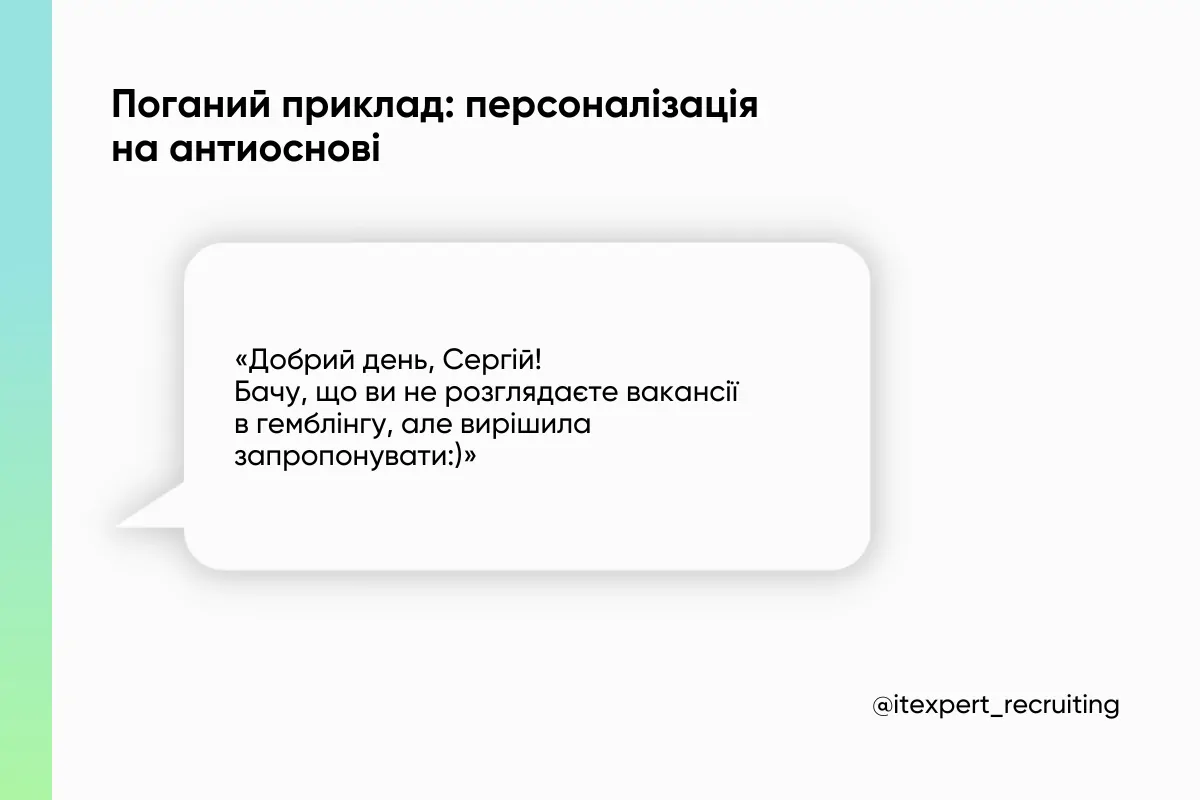 Поганий приклад: персоналізація
на антиоснові
«Добрий день, Сергій!
Бачу, що ви не розглядаєте вакансії
в гемблінгу, але вирішила
запропонувати:)»
@itexpert_recruiting